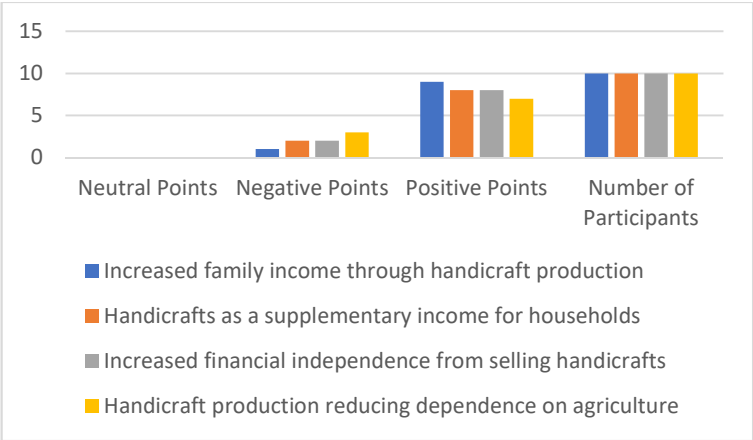 15
10
5
0
Neutral Points Negative Points Positive Points Number of
Participants
Increased family income through handicraft production
Handicrafts as a supplementary income for households
Increased financial independence from selling handicrafts
Handicraft production reducing dependence on agriculture